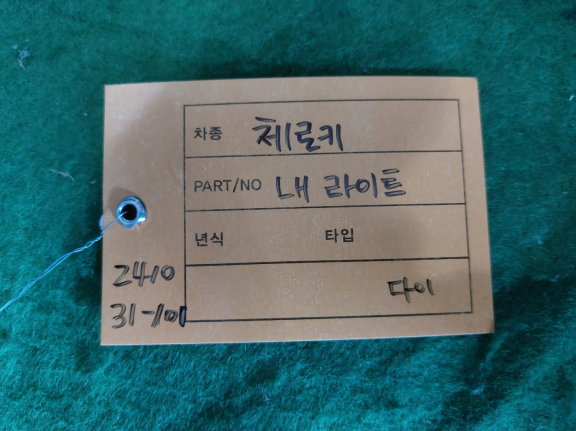 차종 체로키
PART/NO 내 라이트
년식 타입
다이
2410
31-101